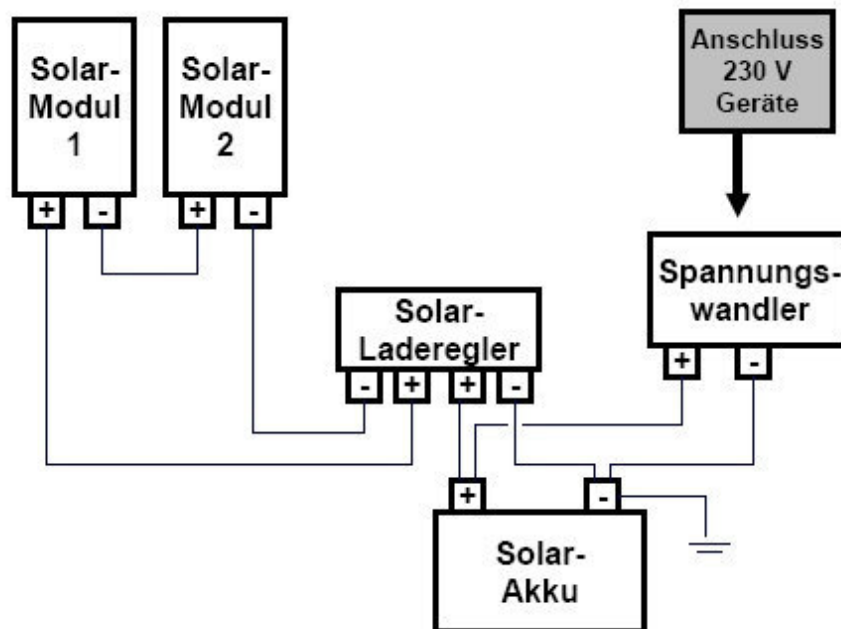 Solar-
Modul
1
+ -
Solar-
Modul
2
+ -
Anschluss
230 V
Geräte
Spannungs-
wandler
+ -
Solar-
Laderegler
- + + -
+ -
Solar-
Akku